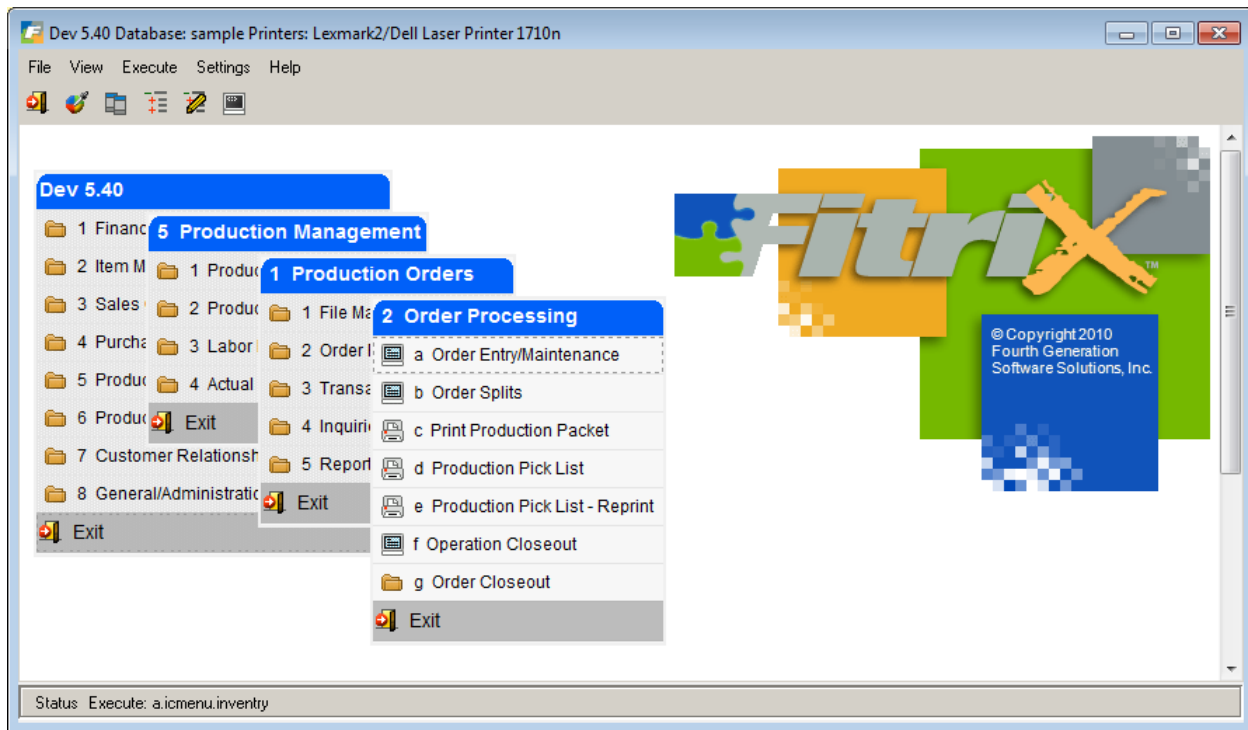 Dev 5.40 Database: sample Printers: Lexmark2/Dell Laser Printer 1710n
File View Execute Settings Help
Dev 5.40
1 Financ
2 Item M
3 Sales
4 Purcha
5 Produc
6 Produc
7 Customer Relationsh
8 General/Administratio
Exit
5 Production Management
1 Produc
2 Produc
3 Labor
4 Actual
Exit
1 Production Orders
1 File Ma
2 Order
3 Transa
4 Inquiri
5 Report
Exit
2 Order Processing
a Order Entry/Maintenance
b Order Splits
c Print Production Packet
d Production Pick List
e Production Pick List - Reprint
f Operation Closeout
g Order Closeout
Exit
FitriX
TM
© Copyright 2010
Fourth Generation
Software Solutions, Inc.
Status Execute: a.icmenu.inventry